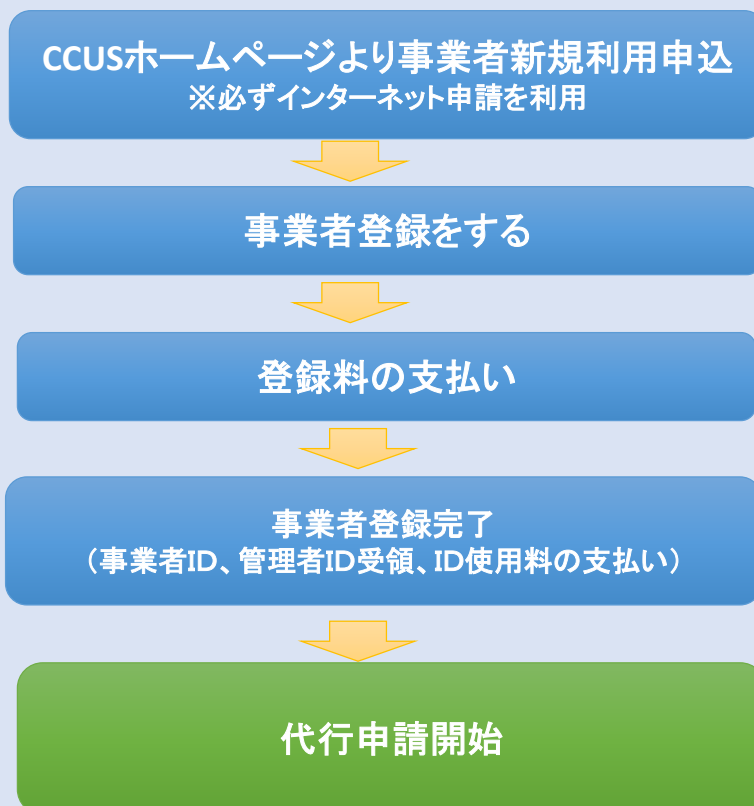 CCUSホームページより事業者新規利用申込
※必ずインターネット申請を利用
事業者登録をする
登録料の支払い
事業者登録完了
（事業者ID、管理者ID受領、ID使用料の支払い）
代行申請開始